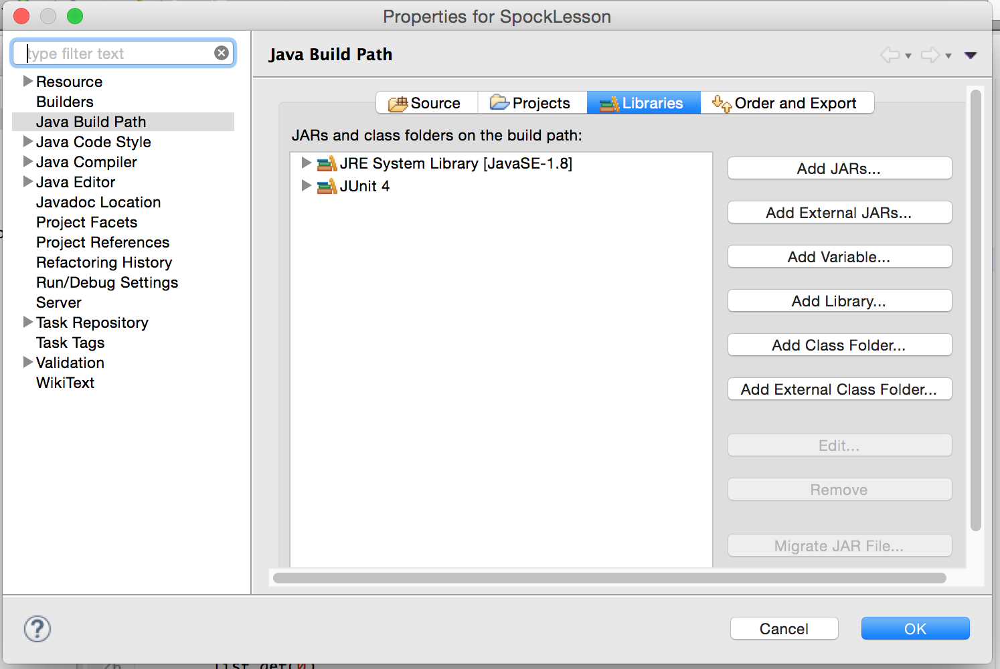 Properties for SpockLesson
type filter text
Resource
Builders
Java Build Path
Java Code Style
Java Compiler
Java Editor
Javadoc Location
Project Facets
Project References
Refactoring History
Run/Debug Settings
Server
Task Repository
Task Tags
Validation
WikiText
Java Build Path
Source Projects Libraries Order and Export
JARs and class folders on the build path:
JRE System Library [JavaSE-1.8]
JUnit 4
Add JARs...
Add External JARs...
Add Variable...
Add Library...
Add Class Folder...
Add External Class Folder...
Edit...
Remove
Migrate JAR File...
? Cancel OK